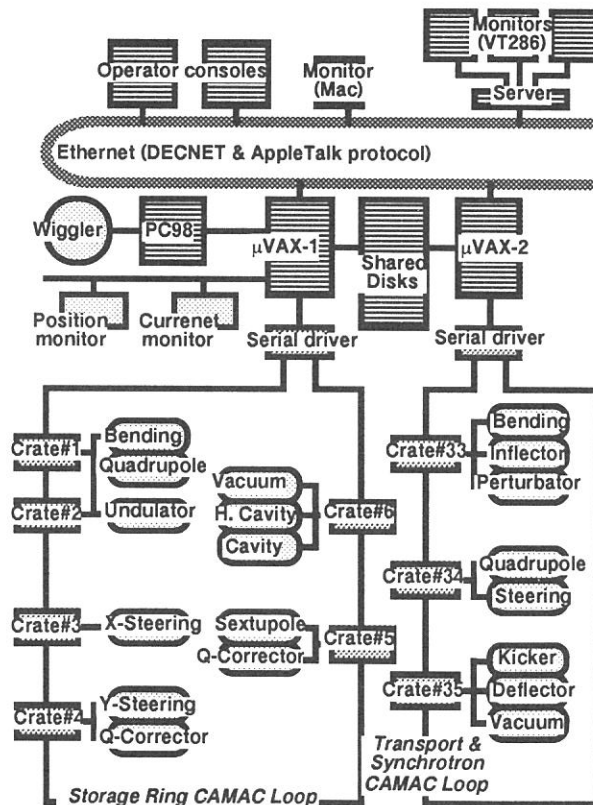 Monitors
(VT286)
Operator consoles
Monitor
(Mac)
Server
Ethernet (DECNET & AppleTalk protocol)
Wiggler
PC98
µVAX-1
Shared
Disks
µVAX-2
Position
monitor
Currenet
monitor
Serial driver
Serial driver
Crate#1
Bending
Quadrupole
Crate#2
Undulator
Vacuum
H. Cavity
Cavity
Crate#6
Crate#33
Bending
Inflector
Perturbator
Crate#3
X-Steering
Sextupole
Q-Corrector
Crate#5
Crate#34
Quadrupole
Steering
Crate#4
Y-Steering
Q-Corrector
Crate#35
Kicker
Deflector
Vacuum
Storage Ring CAMAC Loop
Transport &
Synchrotron
CAMAC Loop